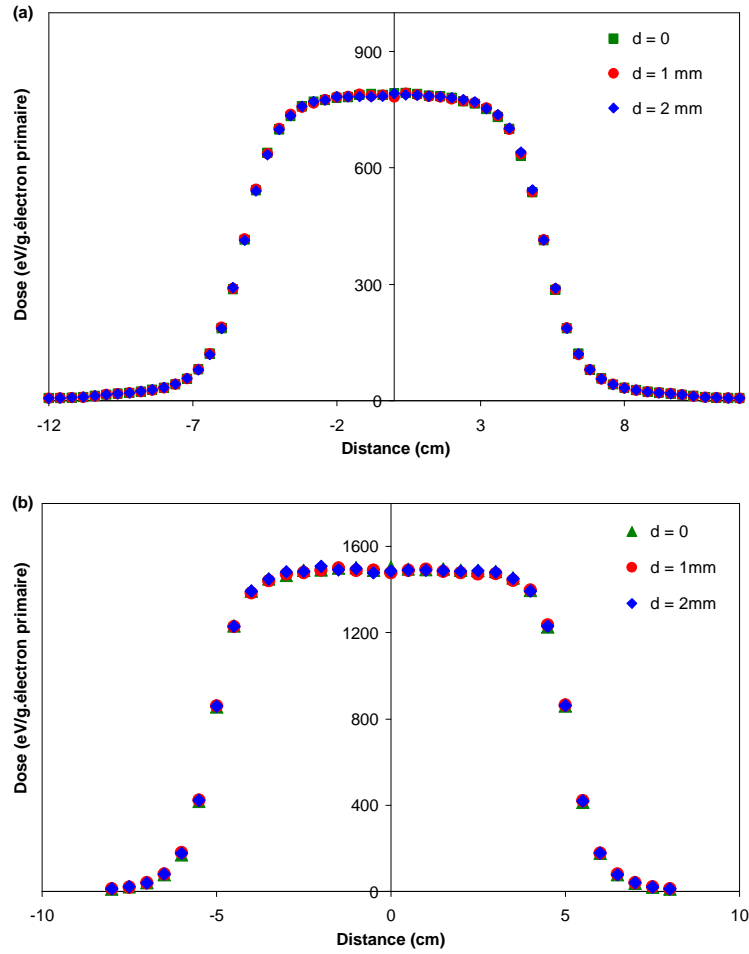 (a)
900
d = 0
d = 1 mm
d = 2 mm
600
300
0
-12
-7
-2
3
8
Dose (eV/g.électron primaire)
Distance (cm)
(b)
1600
d = 0
d = 1mm
d = 2mm
1200
800
400
0
-10
-5
0
5
10
Dose (eV/g.électron primaire)
Distance (cm)